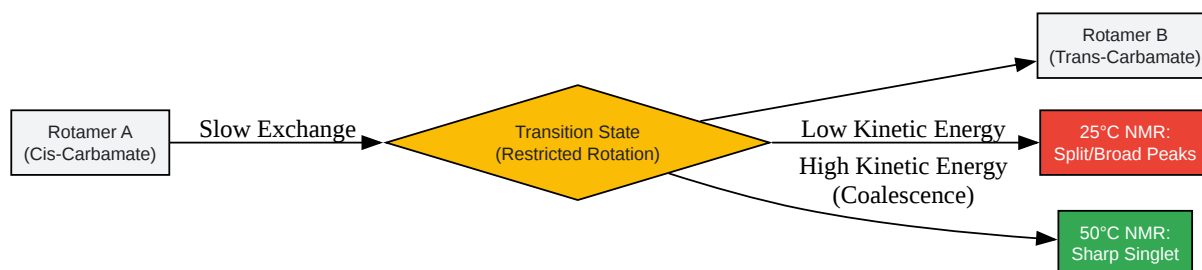 Rotamer A
(Cis-Carbamate)
Slow Exchange
Transition State
(Restricted Rotation)
Rotamer B
(Trans-Carbamate)
Low Kinetic Energy
25°C NMR:
Split/Broad Peaks
High Kinetic Energy
(Coalescence)
50°C NMR:
Sharp Singlet